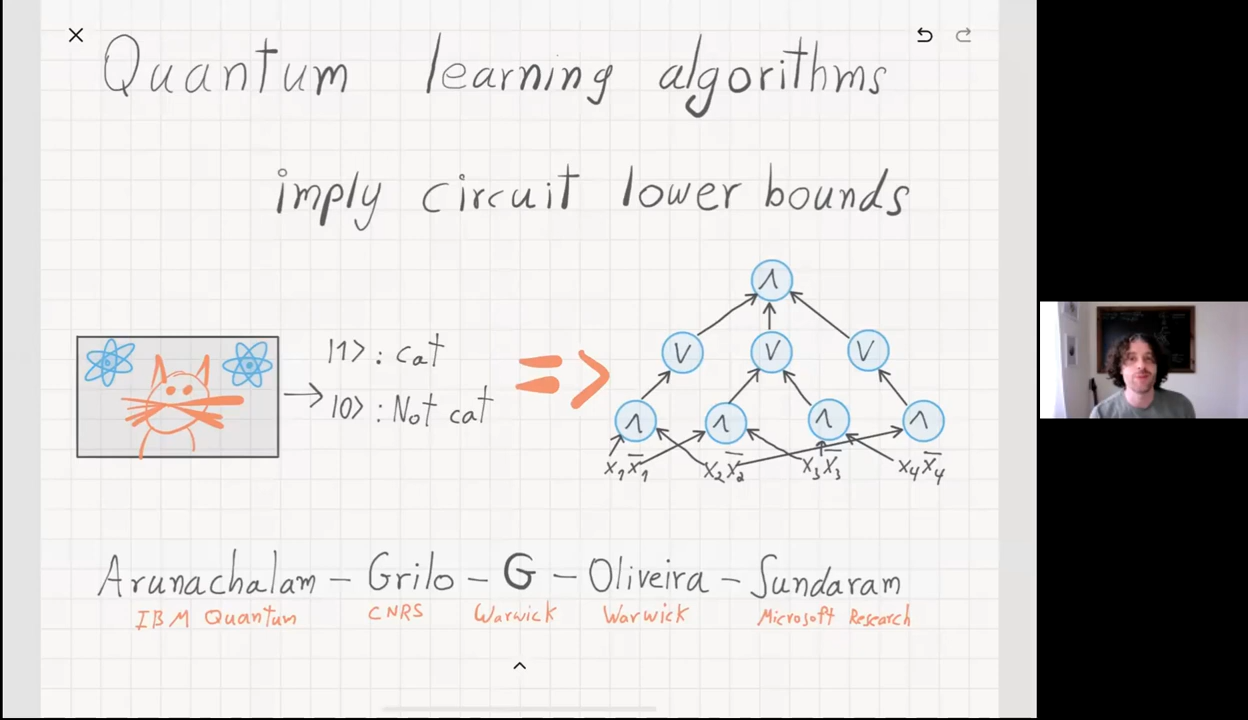 Quantum learning algorithms
imply circuit lower bounds
|1> : cat
|0> : Not cat
=>
Λ
V V V
Λ Λ Λ Λ
x₁ x̅₁ x₂ x̅₂ x₃ x̅₃ x₄ x̅₄
Arunachalam – Grilo – G – Oliveira – Sundaram
IBM Quantum CNRS Warwick Warwick Microsoft Research